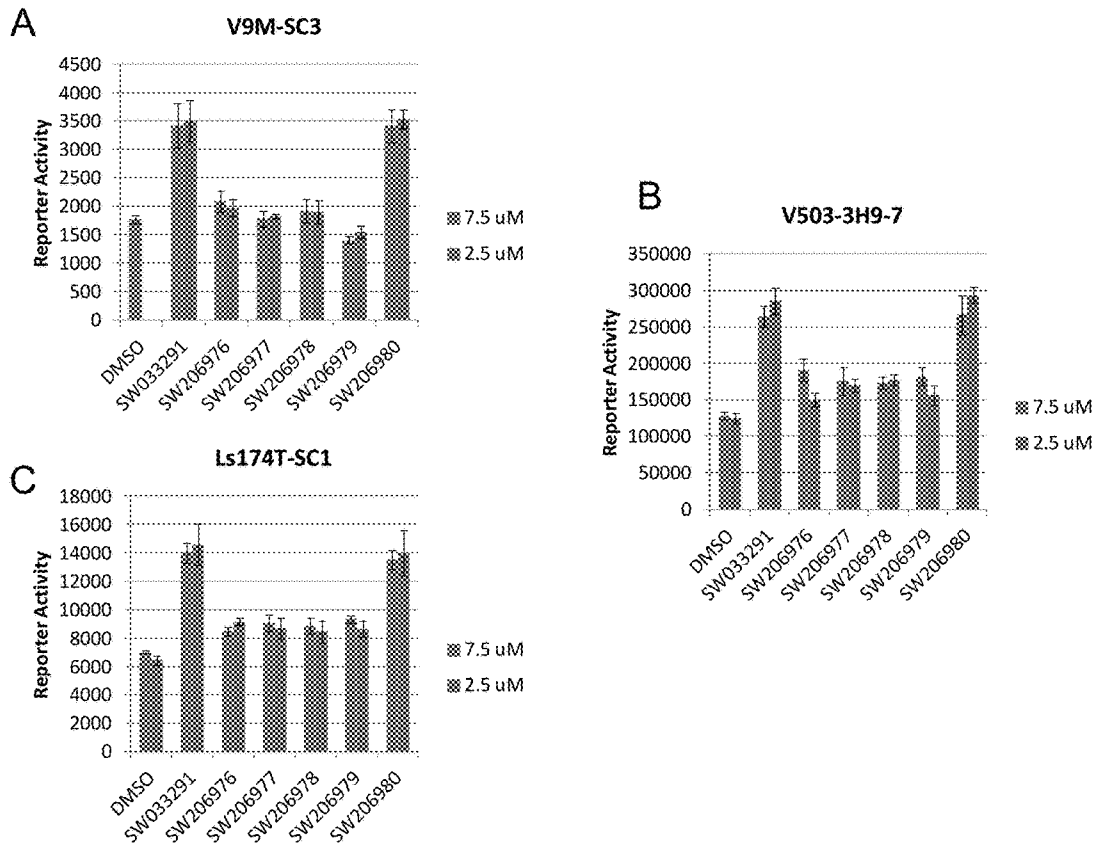 A
V9M-SC3
4500
4000
3500
3000
2500
2000
1500
1000
500
0
Reporter Activity
DMSO
SW033291
SW206976
SW206977
SW206978
SW206979
SW206980
7.5 uM
2.5 uM
B
V503-3H9-7
350000
300000
250000
200000
150000
100000
50000
0
Reporter Activity
DMSO
SW033291
SW206976
SW206977
SW206978
SW206979
SW206980
7.5 uM
2.5 uM
C
Ls174T-SC1
18000
16000
14000
12000
10000
8000
6000
4000
2000
0
Reporter Activity
DMSO
SW033291
SW206976
SW206977
SW206978
SW206979
SW206980
7.5 uM
2.5 uM